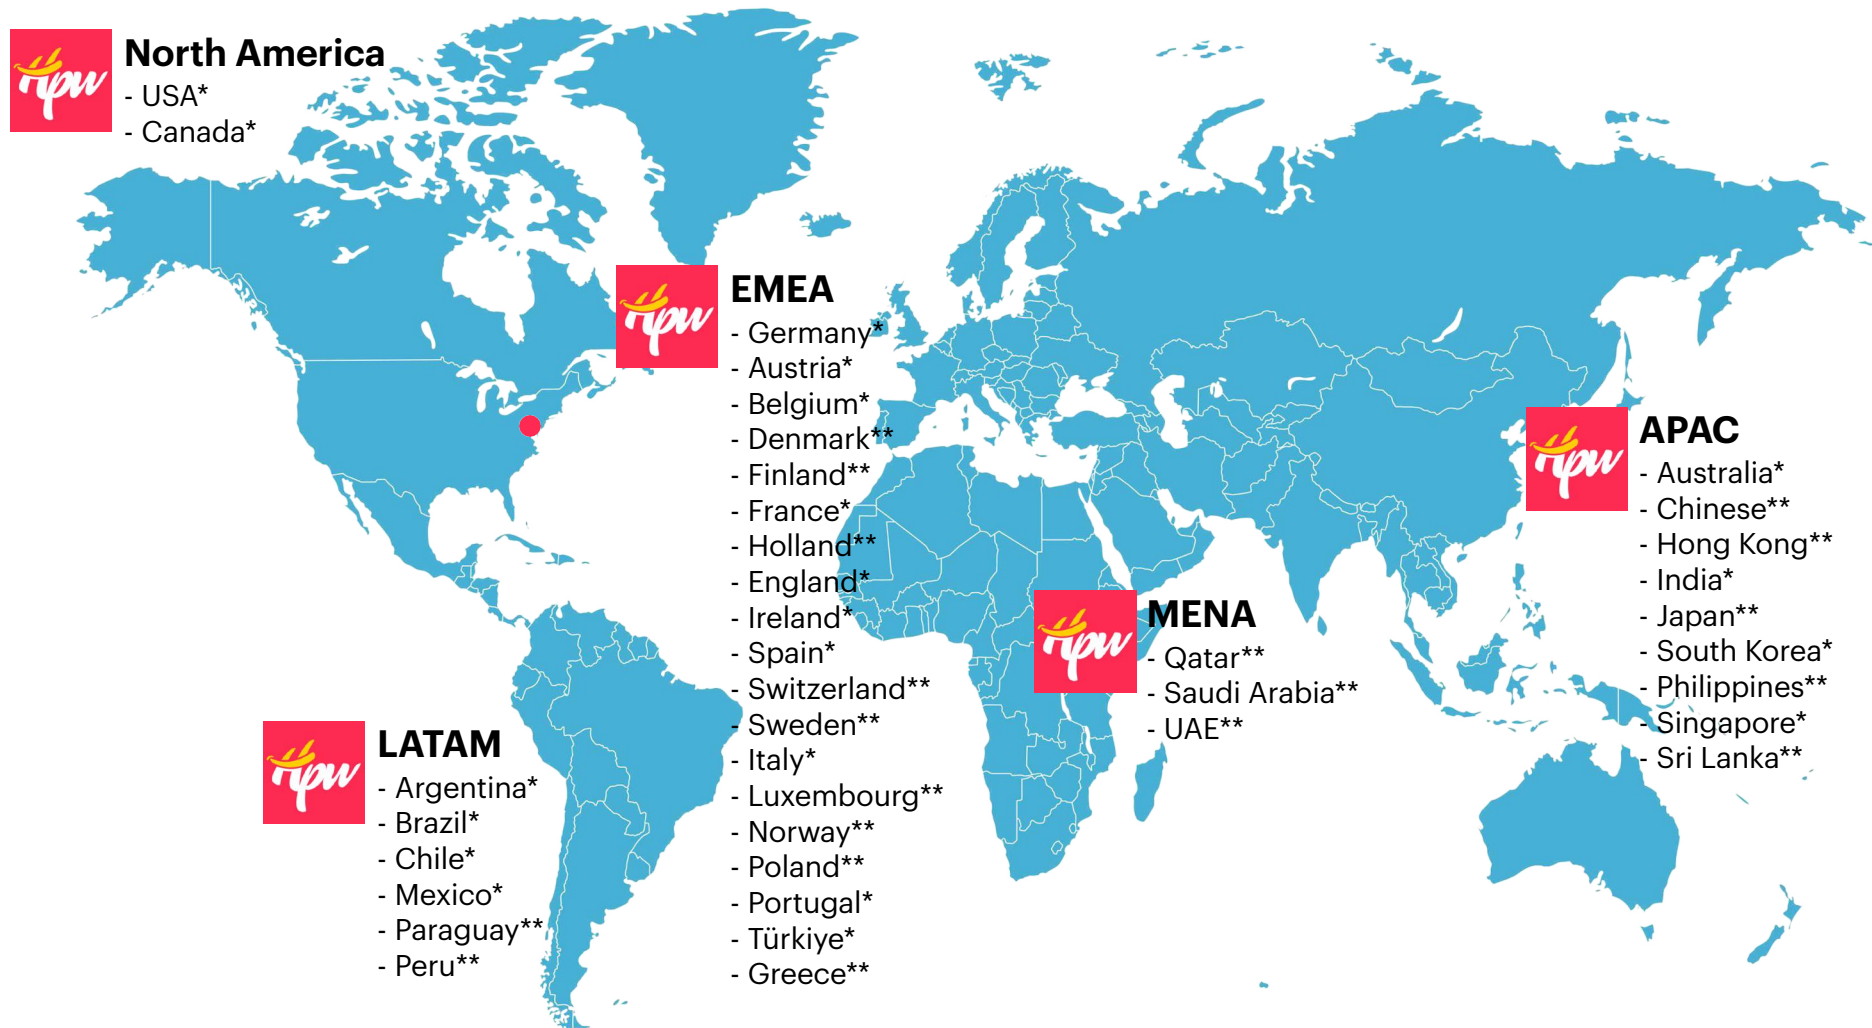 North America
- USA*
- Canada*
EMEA
- Germany*
- Austria*
- Belgium*
- Denmark**
- Finland**
- France*
- Holland**
- England*
- Ireland*
- Spain*
- Switzerland**
- Sweden**
- Italy*
- Luxembourg**
- Norway**
- Poland**
- Portugal*
- Türkiye*
- Greece**
APAC
- Australia*
- Chinese**
- Hong Kong**
- India*
- Japan**
- South Korea*
- Philippines**
- Singapore*
- Sri Lanka**
MENA
- Qatar**
- Saudi Arabia**
- UAE**
LATAM
- Argentina*
- Brazil*
- Chile*
- Mexico*
- Paraguay**
- Peru**